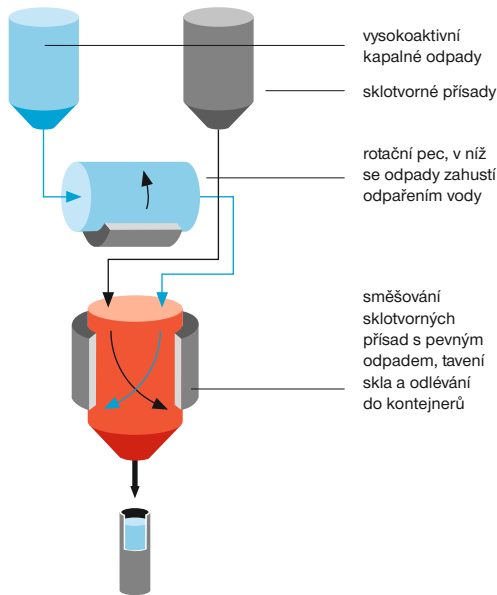 vysokoaktivní
kapalné odpady
sklotvorné přísady
rotační pec, v níž
se odpady zahustí
odpařením vody
směšování
sklotvorných
přísad s pevným
odpadem, tavení
skla a odlévání
do kontejnerů